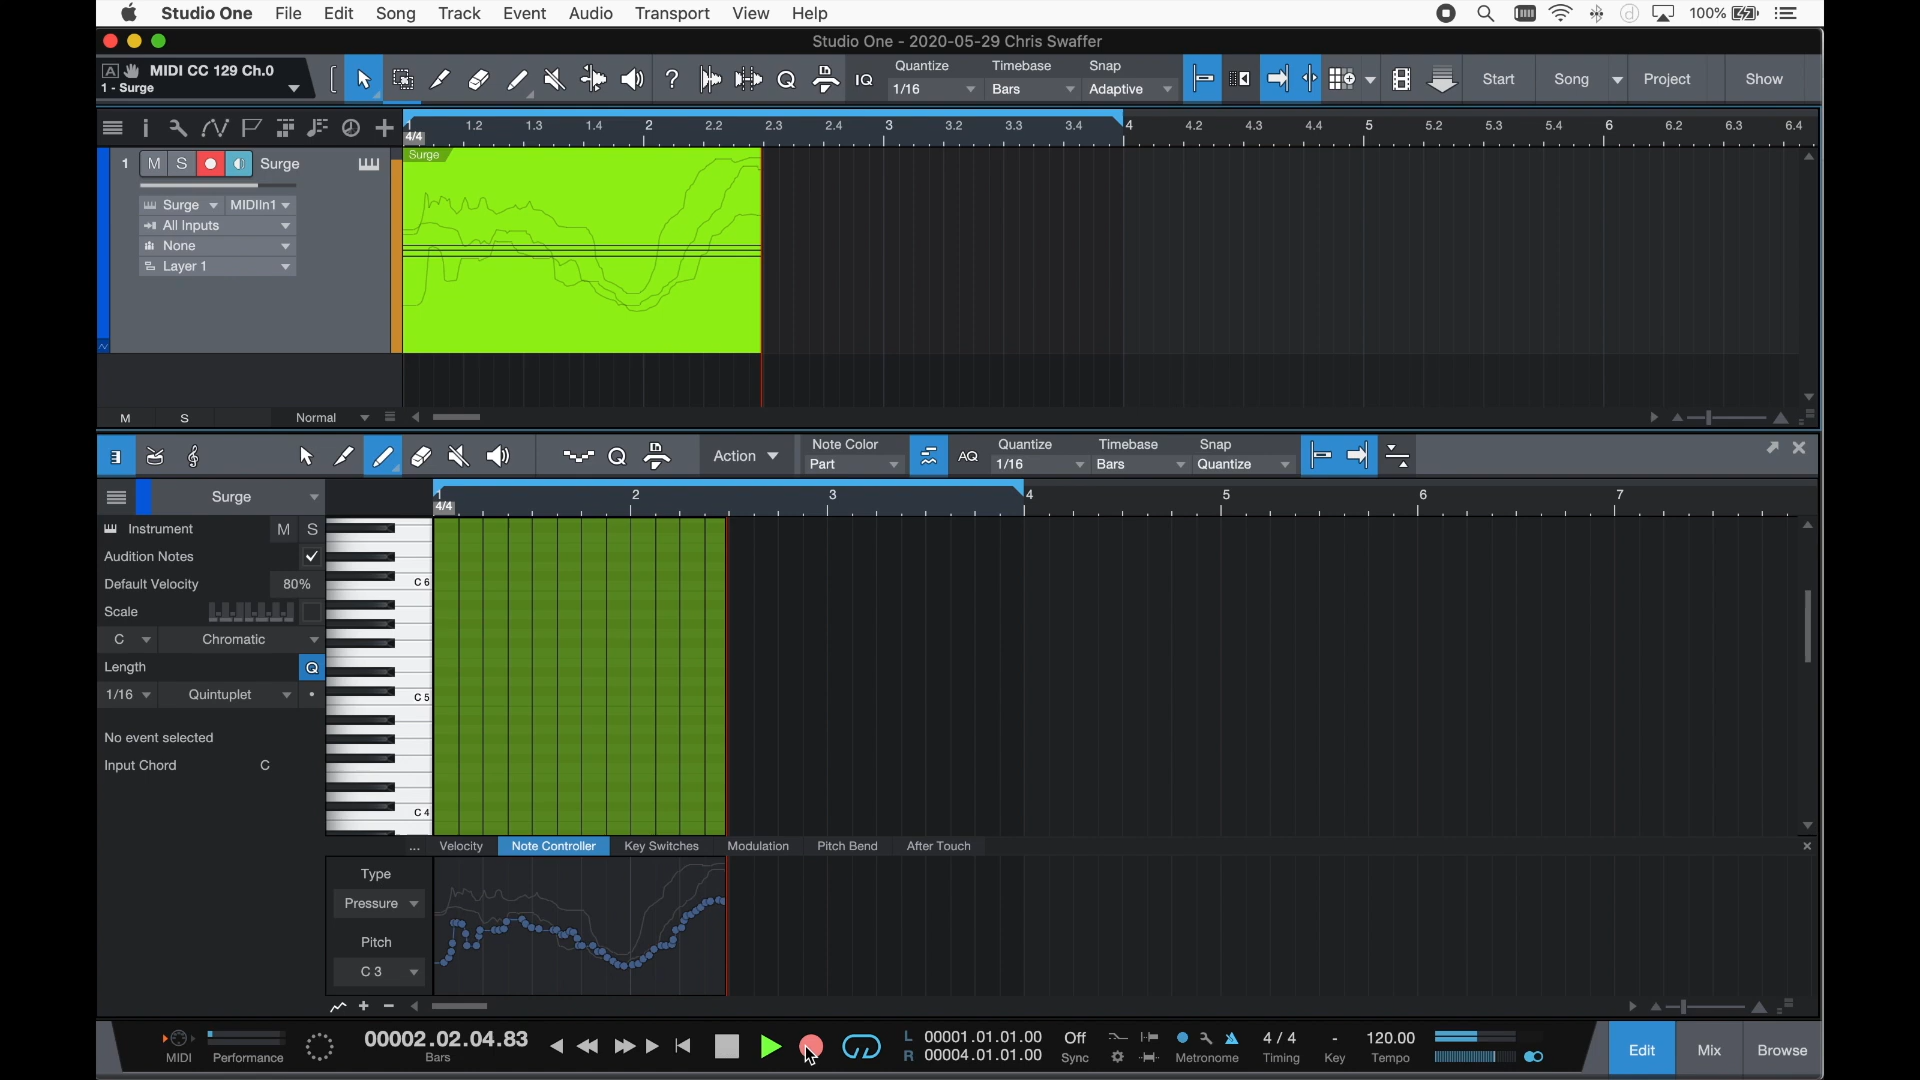 Studio One File Edit Song Track Event Audio Transport View Help 100%
Studio One - 2020-05-29 Chris Swaffer
A MIDI CC 129 Ch.0
1 - Surge
? Q IQ
Quantize Timebase Snap
1/16 Bars Adaptive
Start Song Project Show
1 1.2 1.3 1.4 2 2.2 2.3 2.4 3 3.2 3.3 3.4 4 4.2 4.3 4.4 5 5.2 5.3 5.4 6 6.2 6.3 6.4
4/4
1 M S Surge
Surge
Surge MIDIIn1
All Inputs
None
Layer 1
M S Normal
Q Action
Note Color
Part
AQ
Quantize Timebase Snap
1/16 Bars Quantize
Surge
1 2 3 4 5 6 7
4/4
Instrument M S
Audition Notes
Default Velocity 80%
Scale
C Chromatic
Length Q
1/16 Quintuplet
No event selected
Input Chord C
C 6
C 5
C 4
... Velocity Note Controller Key Switches Modulation Pitch Bend After Touch
Type
Pressure
Pitch
C 3
MIDI Performance
00002.02.04.83
Bars
L 00001.01.01.00
R 00004.01.01.00
Off
Sync
Metronome
4 / 4
Timing
-
Key
120.00
Tempo
Edit Mix Browse